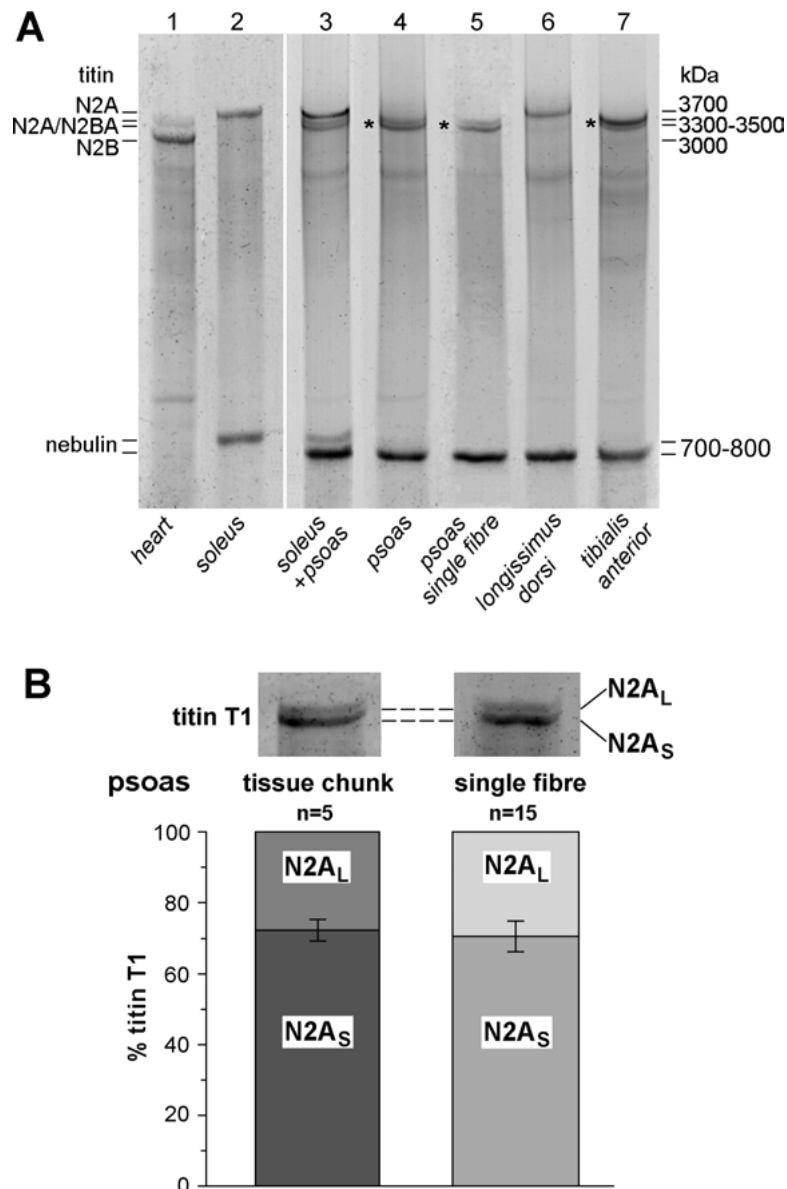 A
1 2 3 4 5 6 7
titin kDa
N2A 3700
N2A/N2BA * * * 3300-3500
N2B 3000
nebulin 700-800
heart
soleus
soleus
+psoas
psoas
psoas
single fibre
longissimus
dorsi
tibialis
anterior
B
titin T1 N2AL
N2AS
psoas tissue chunk single fibre
n=5 n=15
100
80
60
40
20
0
% titin T1
N2AL N2AL
N2AS N2AS